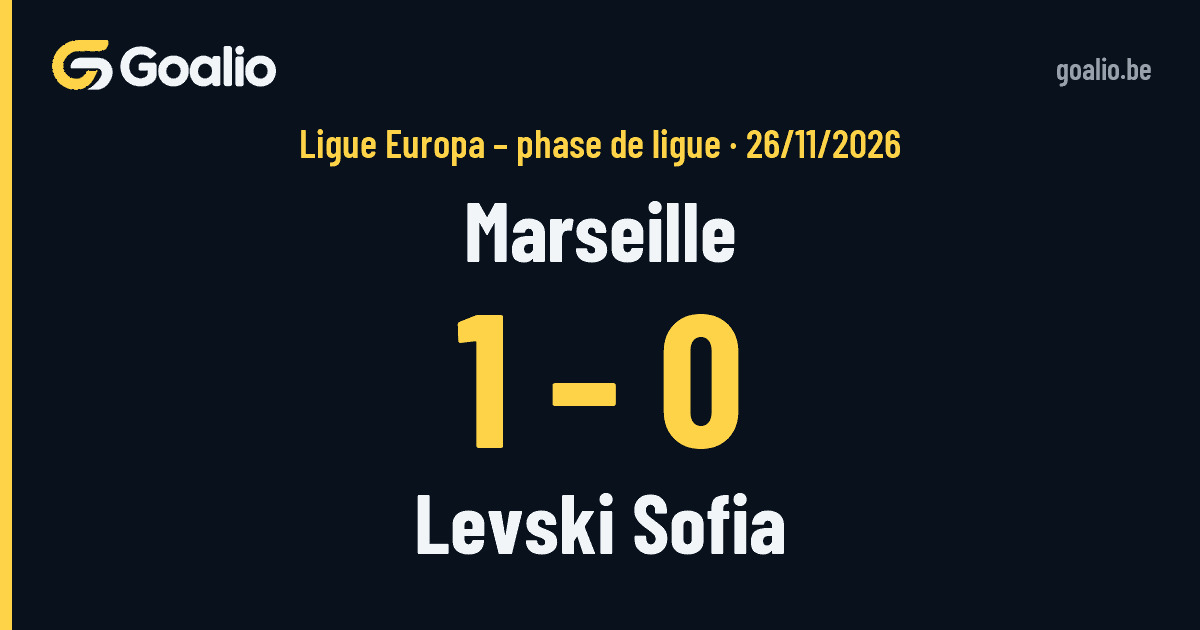 Goalio
goalio.be
Ligue Europa – phase de ligue · 26/11/2026
Marseille
1 – 0
Levski Sofia